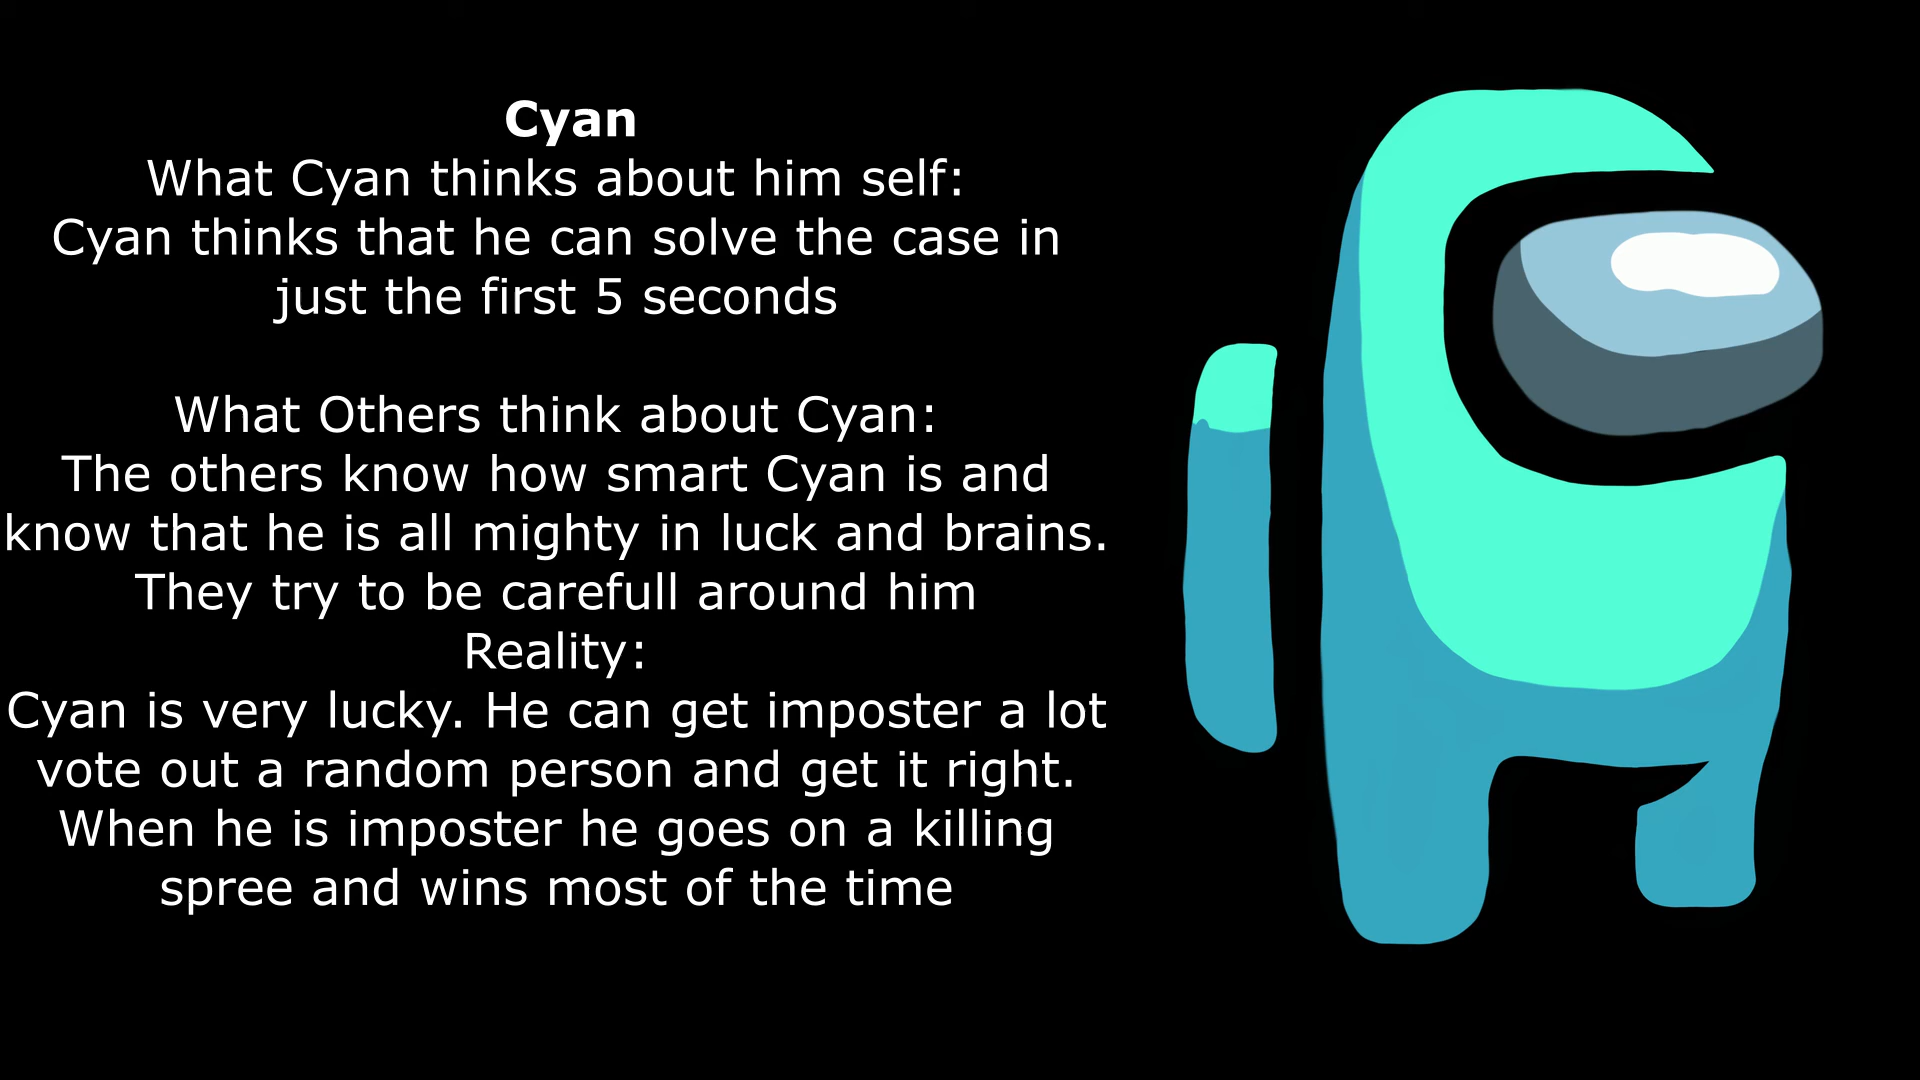 Cyan
What Cyan thinks about him self:
Cyan thinks that he can solve the case in
just the first 5 seconds
What Others think about Cyan:
The others know how smart Cyan is and
know that he is all mighty in luck and brains.
They try to be carefull around him
Reality:
Cyan is very lucky. He can get imposter a lot
vote out a random person and get it right.
When he is imposter he goes on a killing
spree and wins most of the time